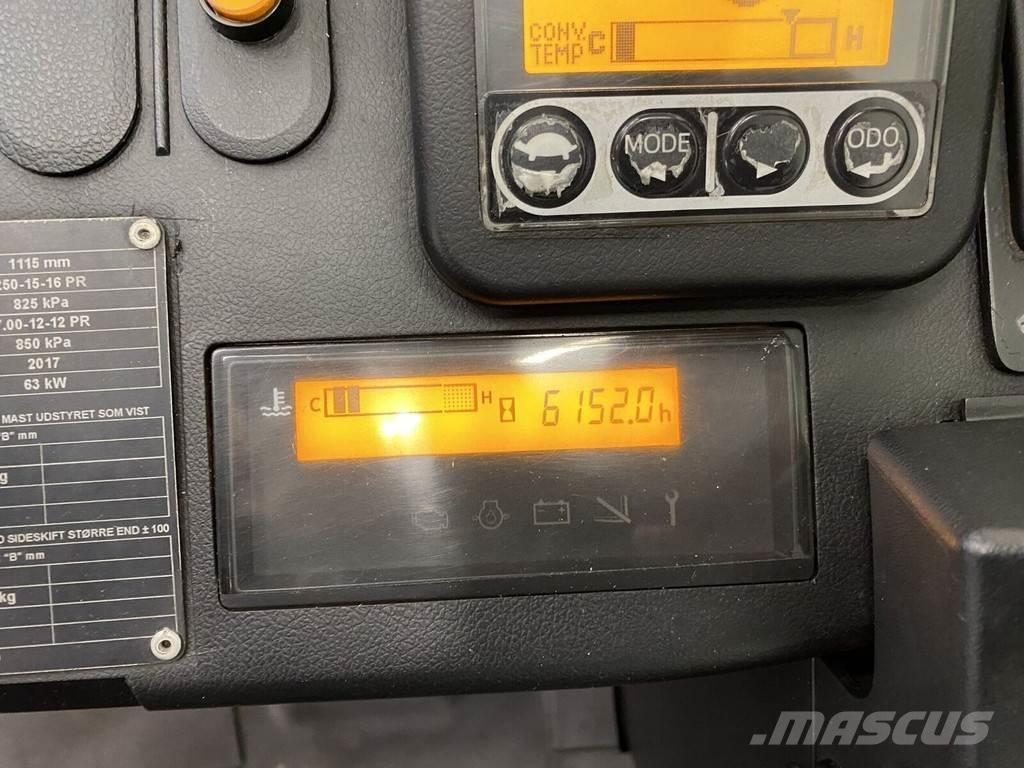 CONV.
TEMP C H
MODE
ODO
1115 mm
250-15-16 PR
825 kPa
7.00-12-12 PR
850 kPa
2017
63 kW
MAST UDSTYRET SOM VIST
"B" mm
SIDESKIFT STØRRE END ± 100
"B" mm
kg
C H 6152.0h
MASCUS